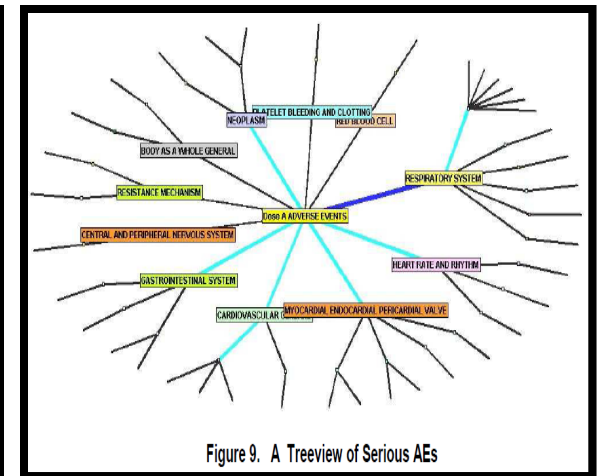 PLATELET BLEEDING AND CLOTTING
NEOPLASM
RED BLOOD CELL
BODY AS A WHOLE GENERAL
RESPIRATORY SYSTEM
RESISTANCE MECHANISM
Dose A ADVERSE EVENTS
CENTRAL AND PERIPHERAL NERVOUS SYSTEM
HEART RATE AND RHYTHM
GASTROINTESTINAL SYSTEM
CARDIOVASCULAR
MYOCARDIAL ENDOCARDIAL PERICARDIAL VALVE
Figure 9. A Treeview of Serious AEs